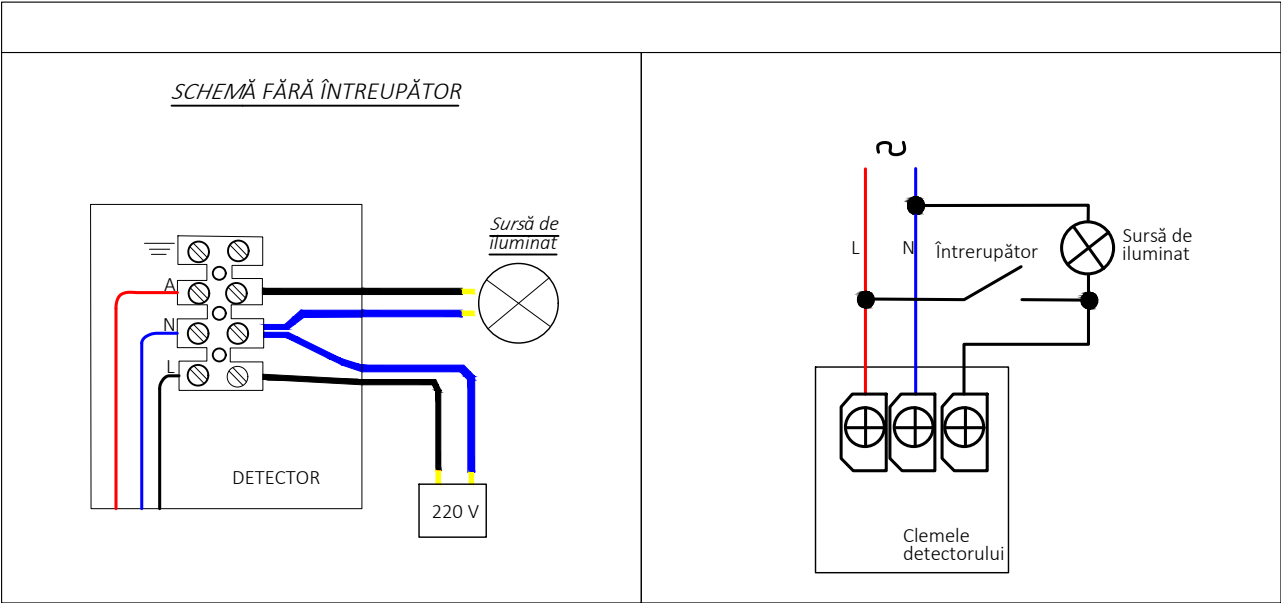 SCHEMĂ FĂRĂ ÎNTREUPĂTOR
Sursă de
iluminat
A
N
L
DETECTOR
220 V
L
N
Întrerupător
Sursă de
iluminat
Clemele
detectorului